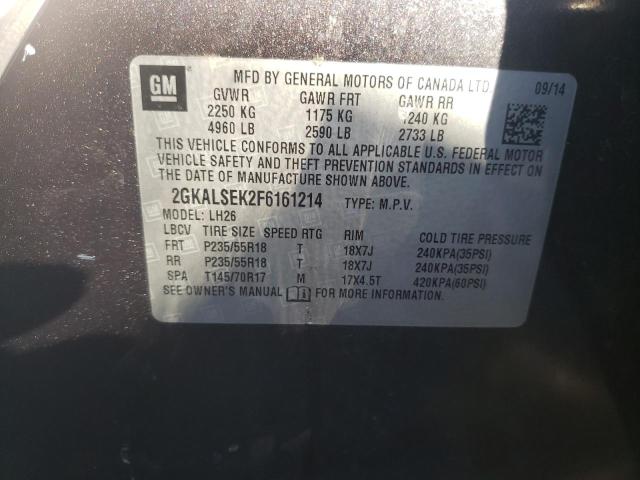 GM
MFD BY GENERAL MOTORS OF CANADA LTD.
09/14
GVWR GAWR FRT GAWR RR
2250 KG 1175 KG 240 KG
4960 LB 2590 LB 2733 LB
THIS VEHICLE CONFORMS TO ALL APPLICABLE U.S. FEDERAL MOTOR
VEHICLE SAFETY AND THEFT PREVENTION STANDARDS IN EFFECT ON
THE DATE OF MANUFACTURE SHOWN ABOVE.
2GKALSEK2F6161214 TYPE: M.P.V.
MODEL: LH26
LBCV TIRE SIZE SPEED RTG RIM COLD TIRE PRESSURE
FRT P235/55R18 T 18X7J 240KPA(35PSI)
RR P235/55R18 T 18X7J 240KPA(35PSI)
SPA T145/70R17 M 17X4.5T 420KPA(60PSI)
SEE OWNER'S MANUAL FOR MORE INFORMATION.